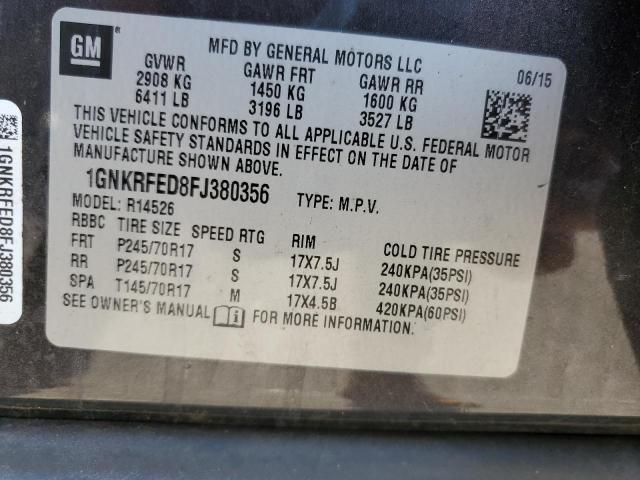 GM
MFD BY GENERAL MOTORS LLC
06/15
GVWR GAWR FRT GAWR RR
2908 KG 1450 KG 1600 KG
6411 LB 3196 LB 3527 LB
THIS VEHICLE CONFORMS TO ALL APPLICABLE U.S. FEDERAL MOTOR
VEHICLE SAFETY STANDARDS IN EFFECT ON THE DATE OF
MANUFACTURE SHOWN ABOVE.
1GNKRFED8FJ380356 TYPE: M.P.V.
MODEL: R14526
RBBC TIRE SIZE SPEED RTG RIM COLD TIRE PRESSURE
FRT P245/70R17 S 17X7.5J 240KPA(35PSI)
RR P245/70R17 S 17X7.5J 240KPA(35PSI)
SPA T145/70R17 M 17X4.5B 420KPA(60PSI)
SEE OWNER'S MANUAL FOR MORE INFORMATION.
1GNKRFED8FJ380356